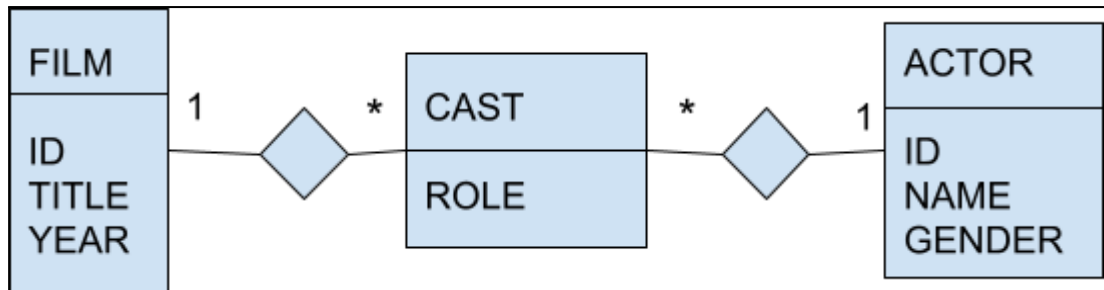 FILM
ID
TITLE
YEAR
1
*
CAST
ROLE
*
1
ACTOR
ID
NAME
GENDER